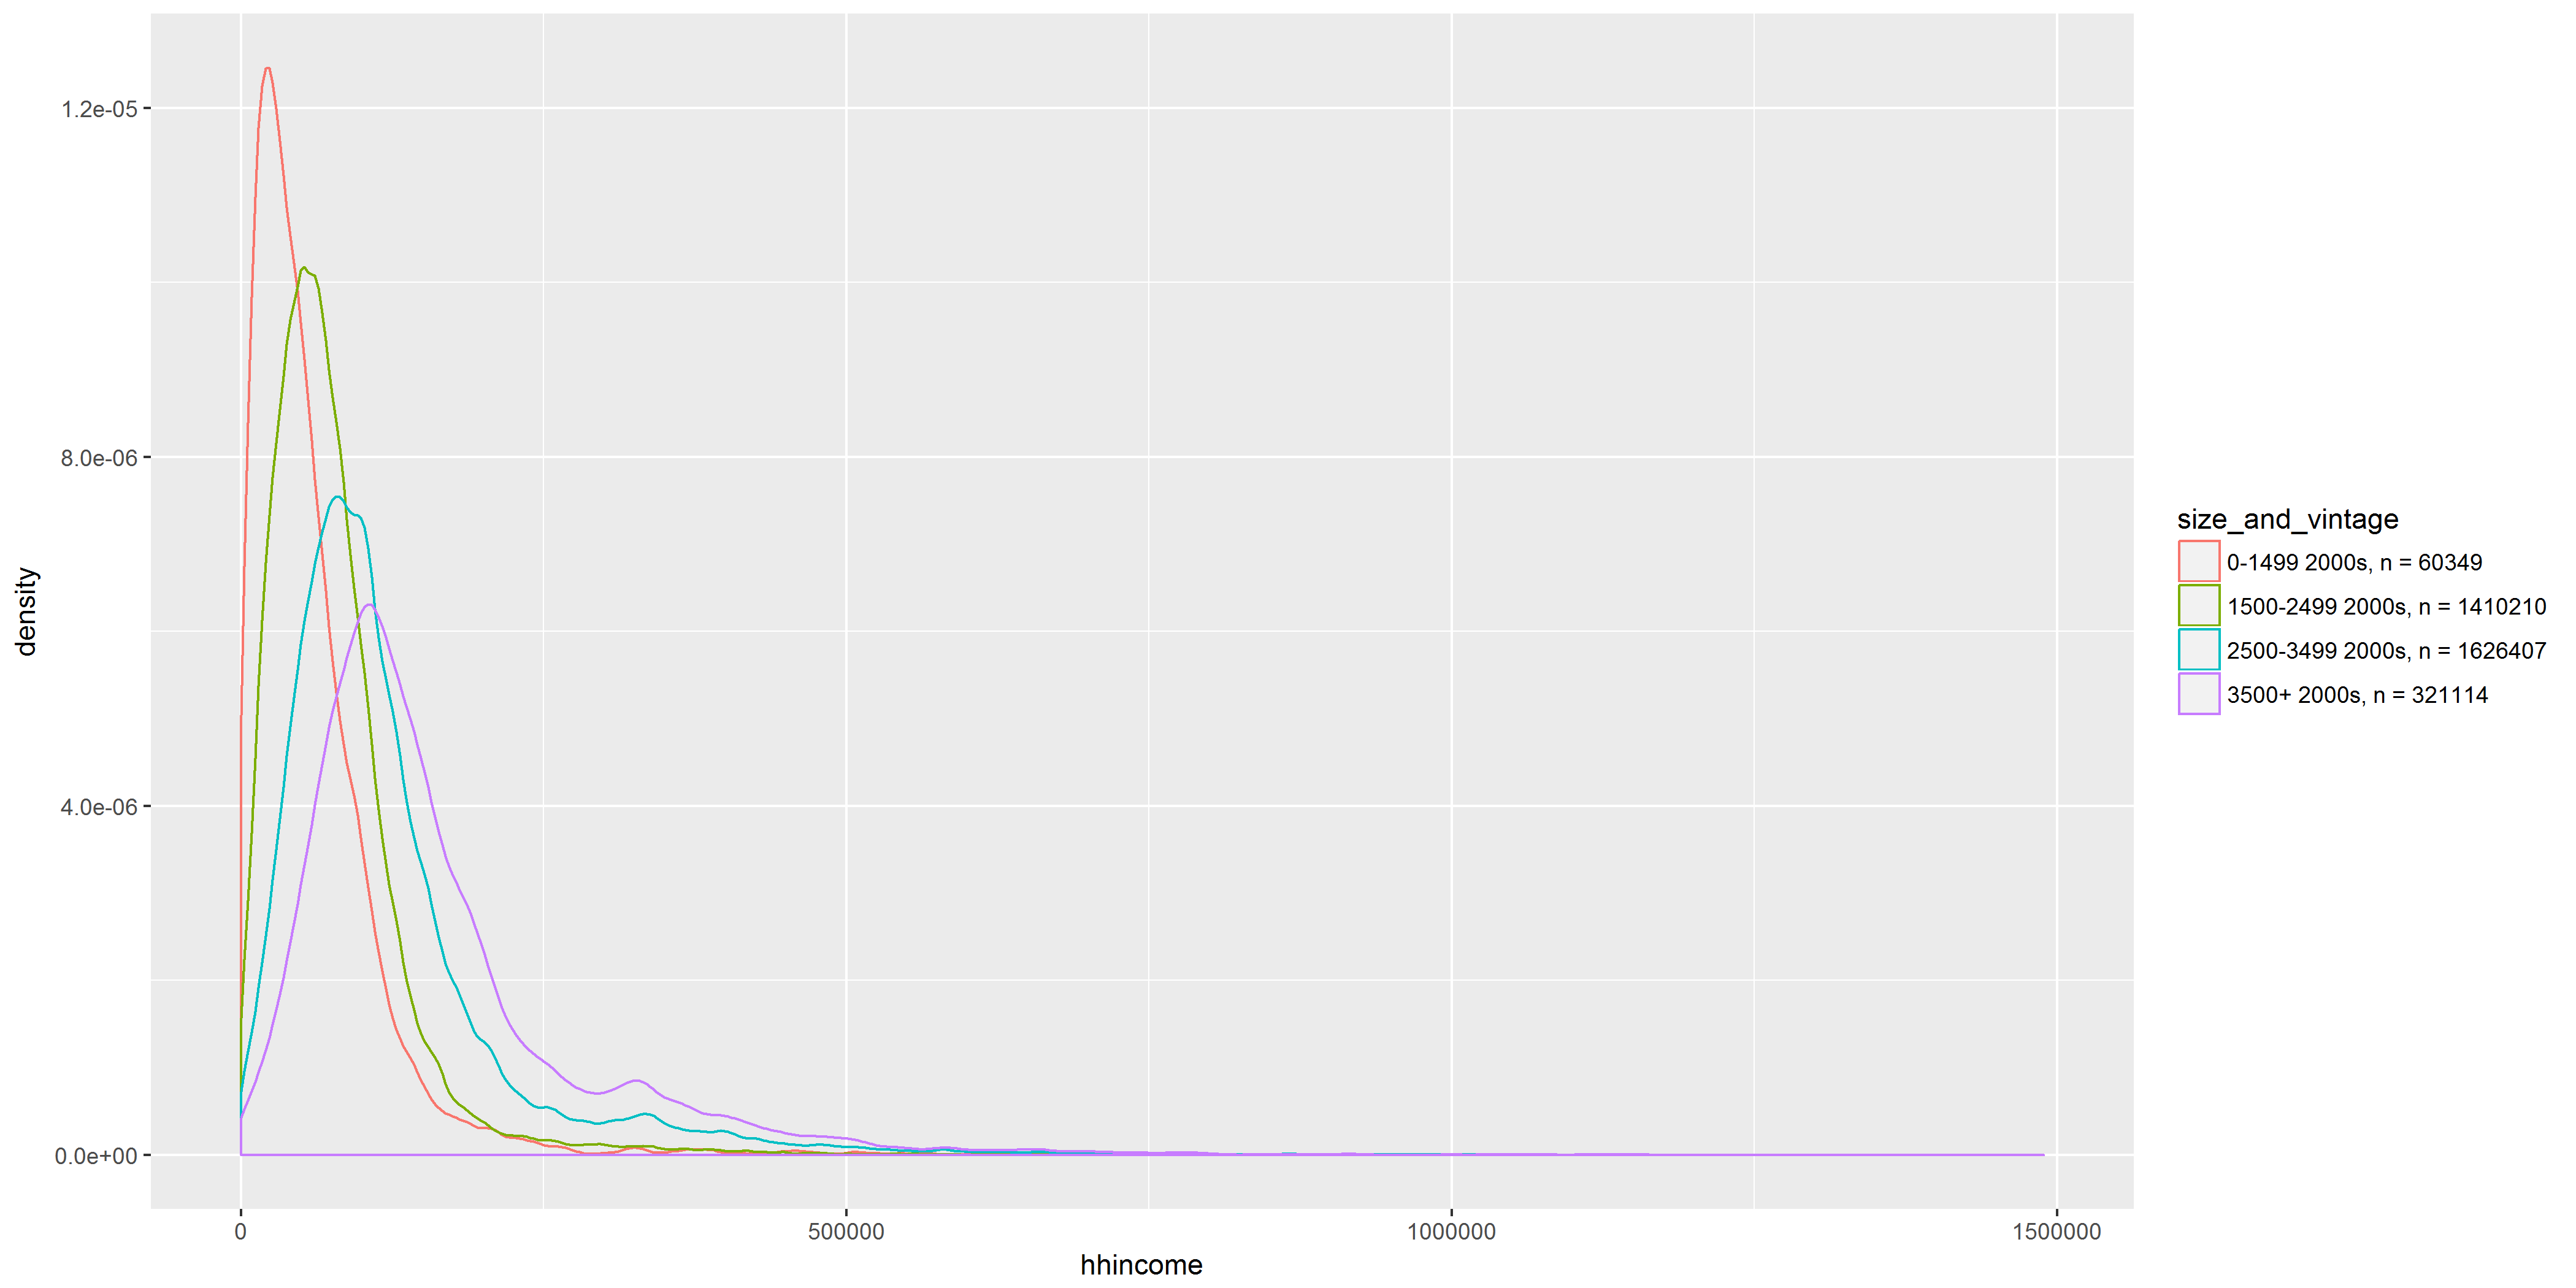 1.2e-05
8.0e-06
4.0e-06
0.0e+00
density
0
500000
1000000
1500000
hhincome
size_and_vintage
0-1499 2000s, n = 60349
1500-2499 2000s, n = 1410210
2500-3499 2000s, n = 1626407
3500+ 2000s, n = 321114